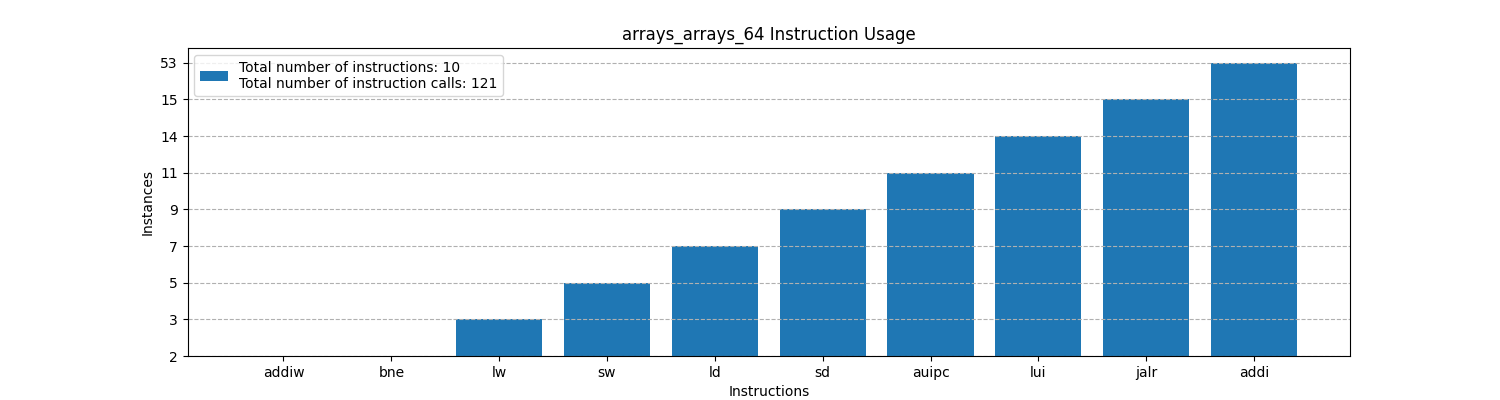 arrays_arrays_64 Instruction Usage
Total number of instructions: 10
Total number of instruction calls: 121
53
15
14
11
9
7
5
3
2
Instances
addiw bne lw sw ld sd auipc lui jalr addi
Instructions